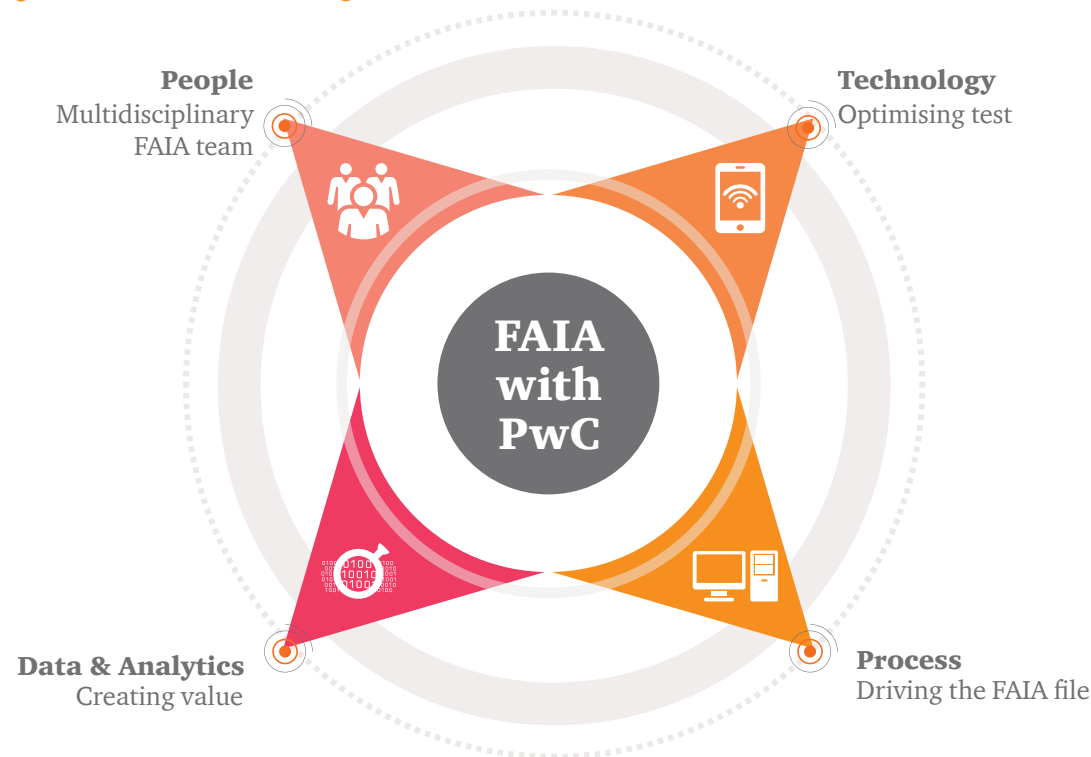 People
Multidisciplinary
FAIA team
Technology
Optimising test
FAIA
with
PwC
Data & Analytics
Creating value
Process
Driving the FAIA file